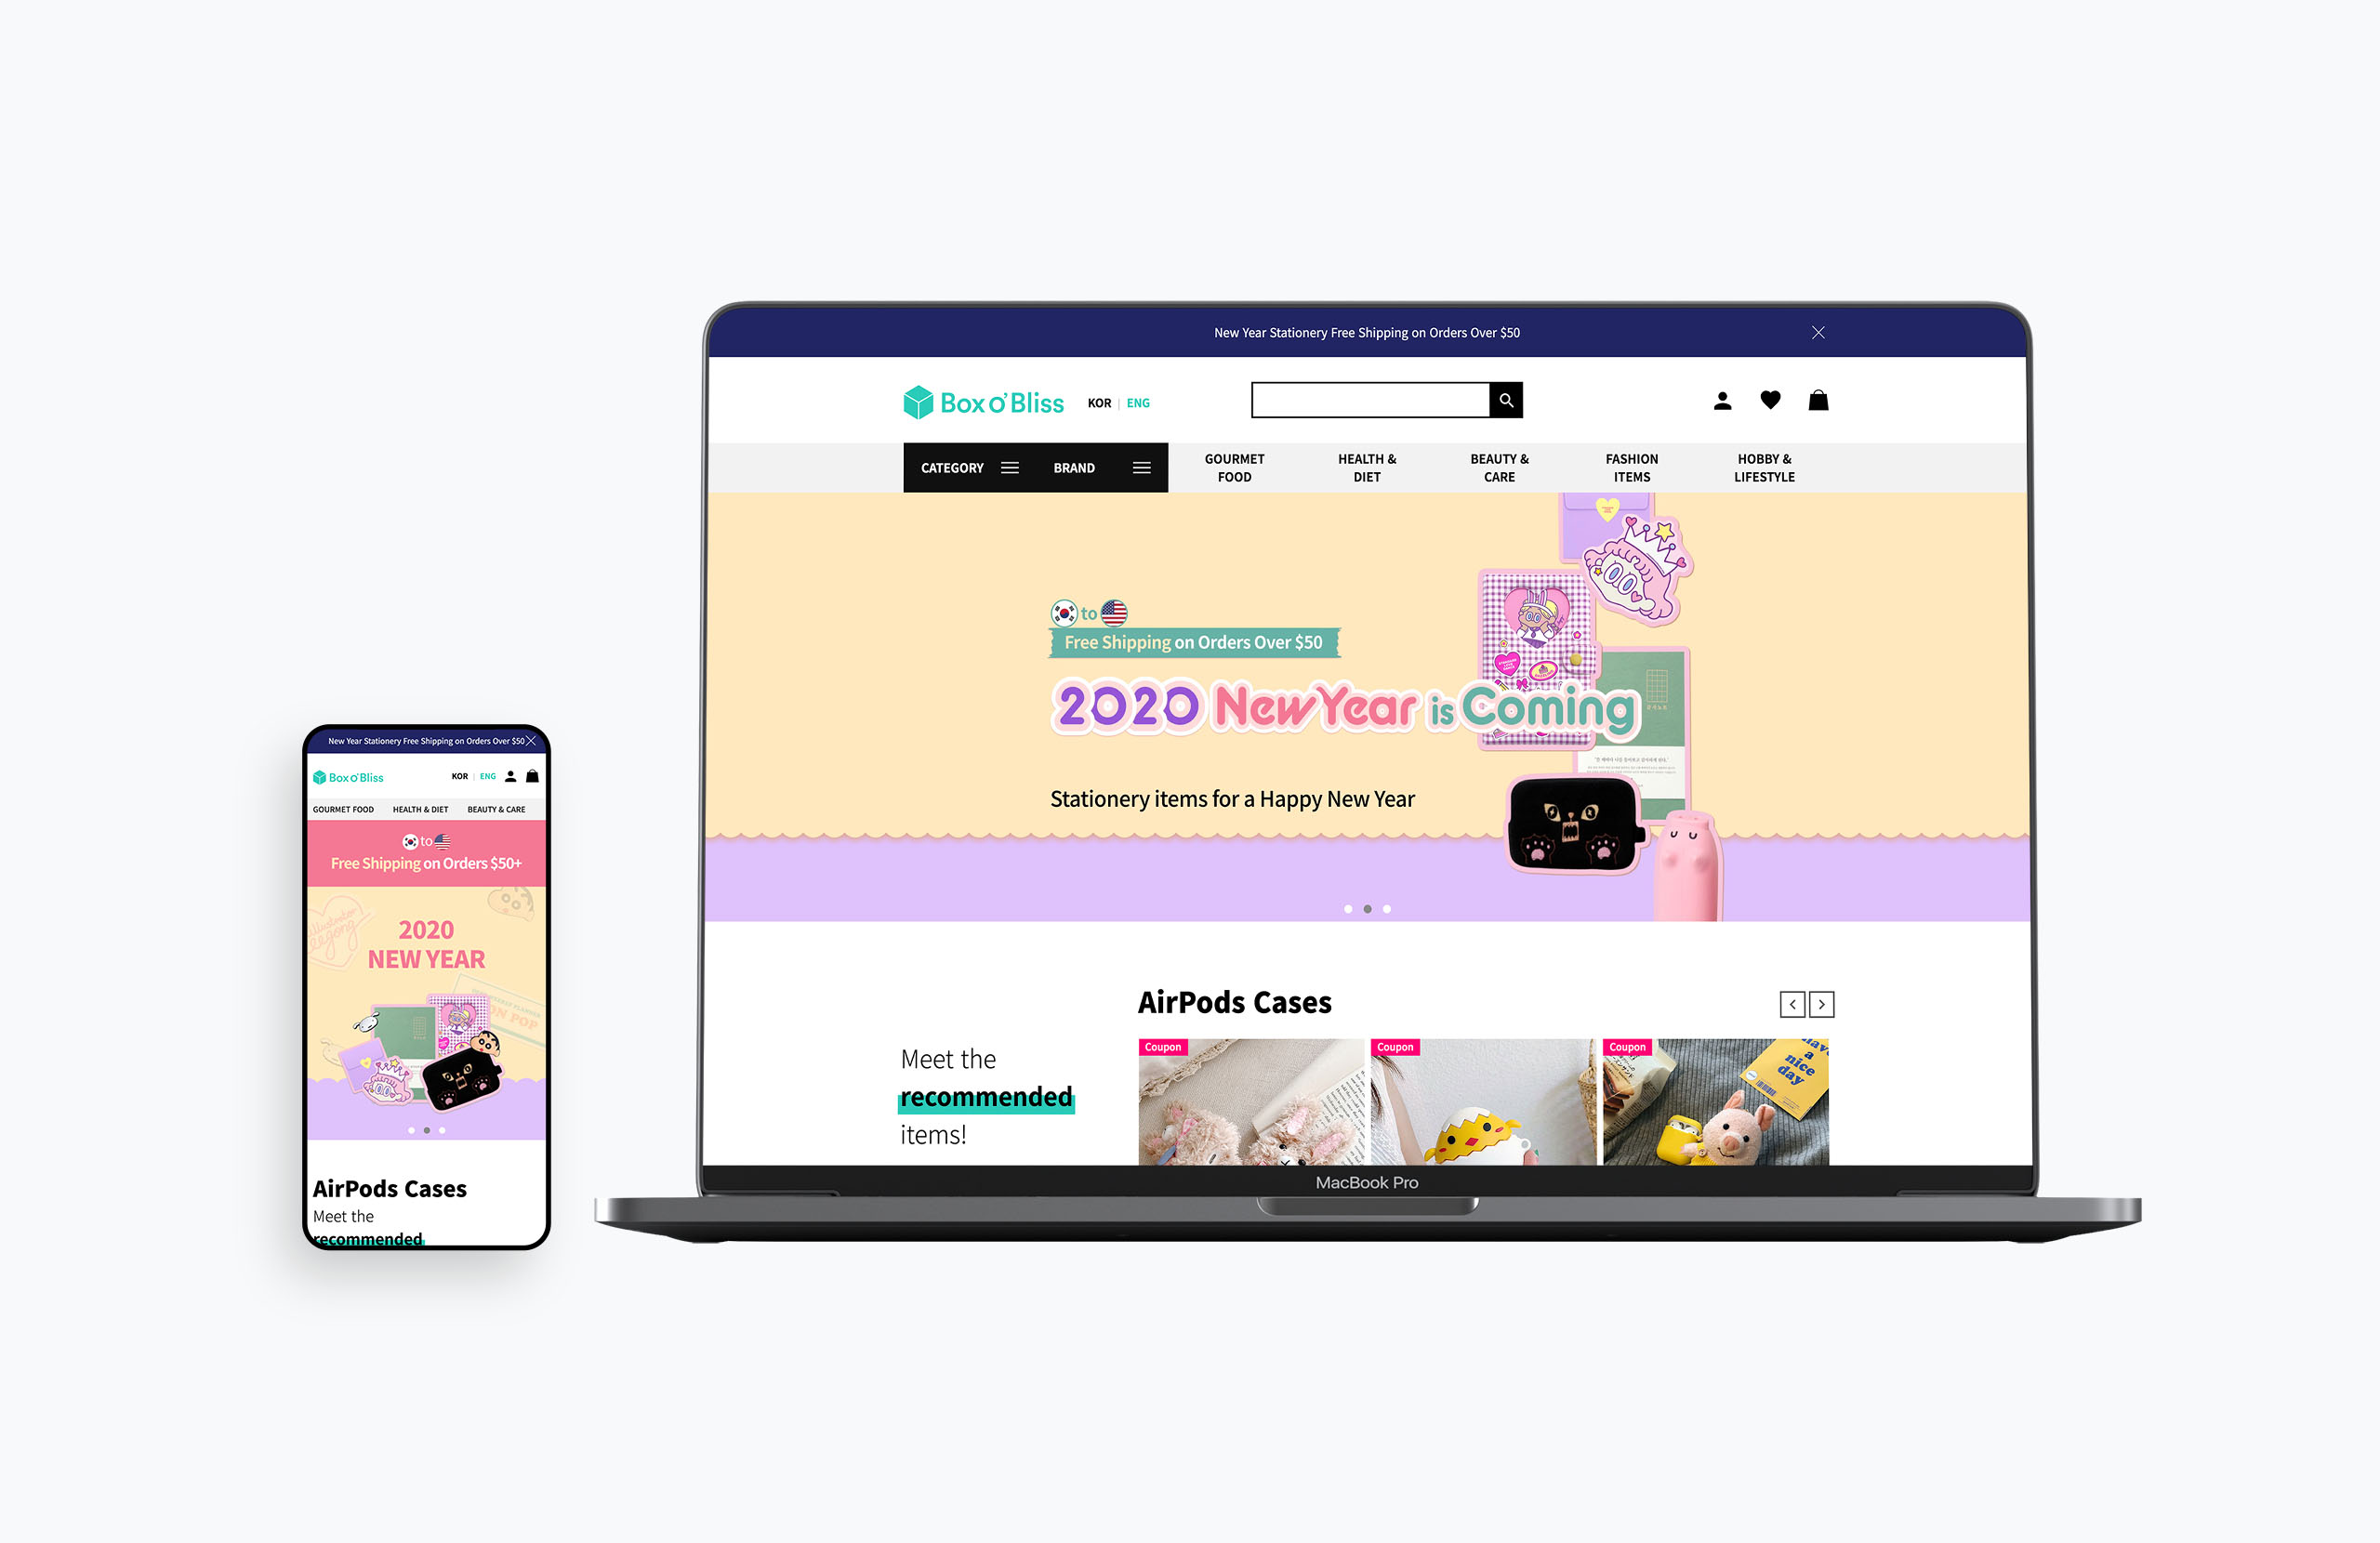 New Year Stationery Free Shipping on Orders Over $50
Box o'Bliss
KOR | ENG
GOURMET FOOD
HEALTH & DIET
BEAUTY & CARE
to
Free Shipping on Orders $50+
2020
NEW YEAR
AirPods Cases
Meet the
recommended
New Year Stationery Free Shipping on Orders Over $50
Box o'Bliss
KOR | ENG
CATEGORY
BRAND
GOURMET
FOOD
HEALTH &
DIET
BEAUTY &
CARE
FASHION
ITEMS
HOBBY &
LIFESTYLE
to
Free Shipping on Orders Over $50
2020 New Year is Coming
Stationery items for a Happy New Year
AirPods Cases
Meet the
recommended
items!
Coupon
Coupon
Coupon
have
a
nice
day
MacBook Pro